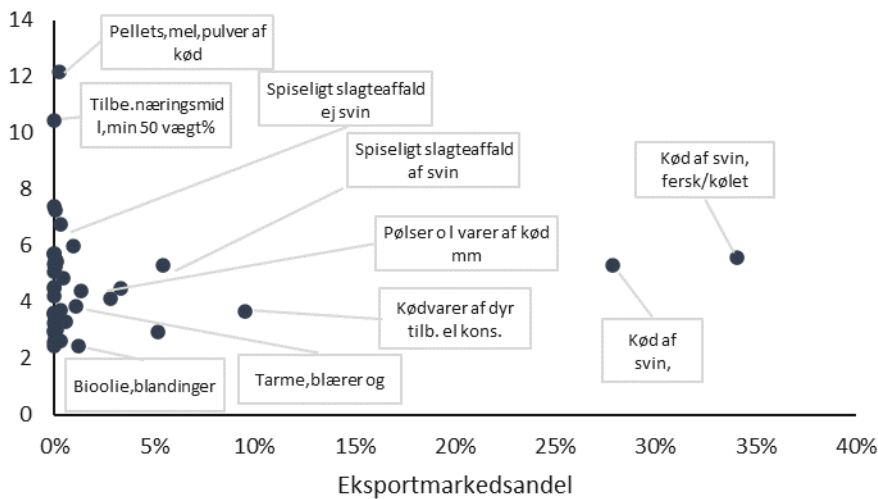 14
12
10
8
6
4
2
0
Pellets,mel,pulver af
kød
Tilbe.næringsmid
l,min 50 vægt%
Spiseligt slagteaffald
ej svin
Spiseligt slagteaffald
af svin
Kød af svin,
fersk/kølet
Pølser o l varer af kød
mm
Kødvarer af dyr
tilb. el kons.
Kød af
svin,
Bioolie,blandinger
Tarme,blærer og
0% 5% 10% 15% 20% 25% 30% 35% 40%
Eksportmarkedsandel